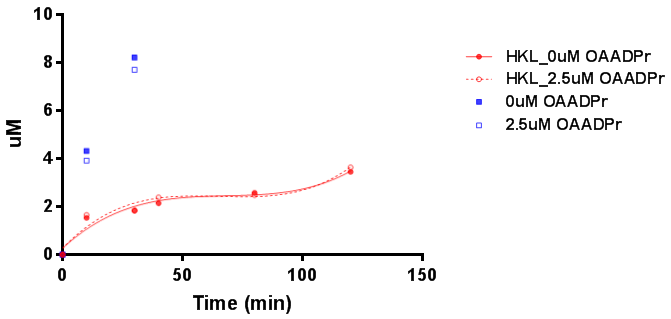 10
8
6
4
2
0
uM
0
50
100
150
Time (min)
HKL_0uM OAADPr
HKL_2.5uM OAADPr
0uM OAADPr
2.5uM OAADPr